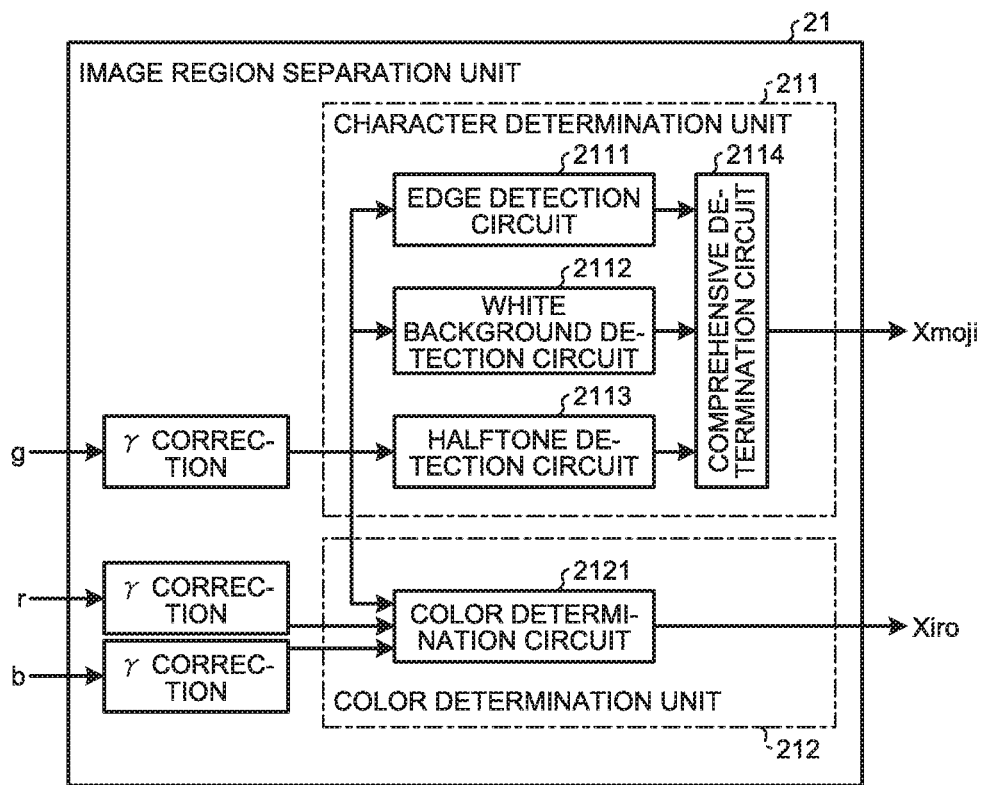 21
IMAGE REGION SEPARATION UNIT
211
CHARACTER DETERMINATION UNIT
2111
EDGE DETECTION
CIRCUIT
2114
COMPREHENSIVE DE-
TERMINATION CIRCUIT
2112
WHITE
BACKGROUND DE-
TECTION CIRCUIT
Xmoji
2113
HALFTONE DE-
TECTION CIRCUIT
g
γ CORREC-
TION
r
γ CORREC-
TION
b
γ CORREC-
TION
2121
COLOR DETERMI-
NATION CIRCUIT
Xiro
COLOR DETERMINATION UNIT
212